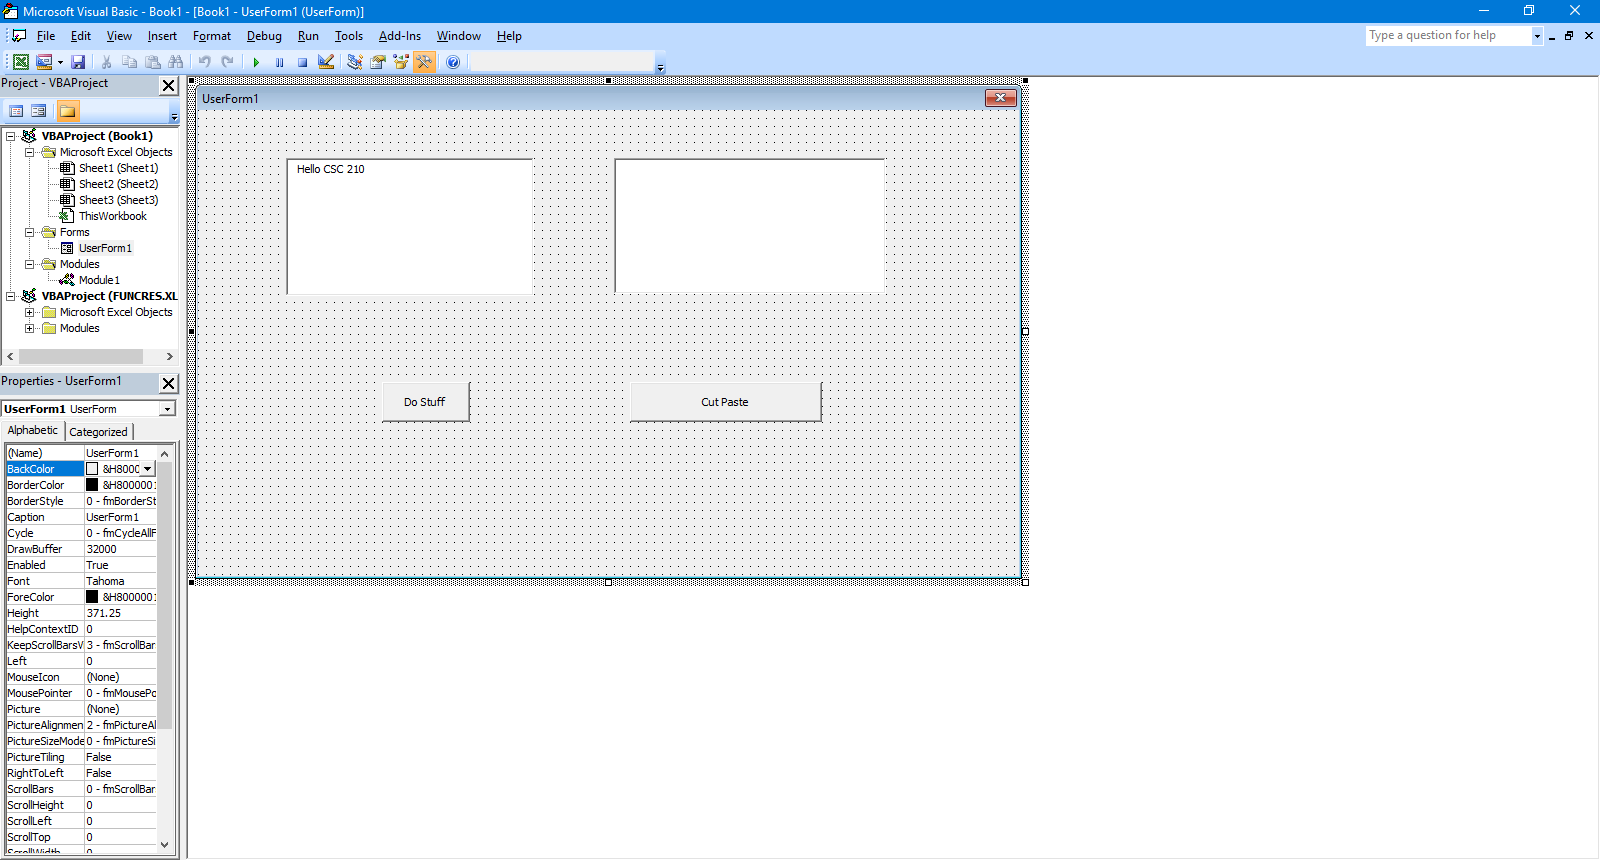 Microsoft Visual Basic - Book1 - [Book1 - UserForm1 (UserForm)]
File Edit View Insert Format Debug Run Tools Add-Ins Window Help
Type a question for help
Project - VBAProject
VBAProject (Book1)
Microsoft Excel Objects
Sheet1 (Sheet1)
Sheet2 (Sheet2)
Sheet3 (Sheet3)
ThisWorkbook
Forms
UserForm1
Modules
Module1
VBAProject (FUNCRES.XL
Microsoft Excel Objects
Modules
Properties - UserForm1
UserForm1 UserForm
Alphabetic Categorized
(Name) UserForm1
BackColor &H8000
BorderColor &H8000001
BorderStyle 0 - fmBorderSt
Caption UserForm1
Cycle 0 - fmCycleAllF
DrawBuffer 32000
Enabled True
Font Tahoma
ForeColor &H8000001
Height 371.25
HelpContextID 0
KeepScrollBarsV 3 - fmScrollBar
Left 0
MouseIcon (None)
MousePointer 0 - fmMousePo
Picture (None)
PictureAlignmen 2 - fmPictureAl
PictureSizeMode 0 - fmPictureSi
PictureTiling False
RightToLeft False
ScrollBars 0 - fmScrollBar
ScrollHeight 0
ScrollLeft 0
ScrollTop 0
ScrollWidth 0
UserForm1
Hello CSC 210
Do Stuff
Cut Paste